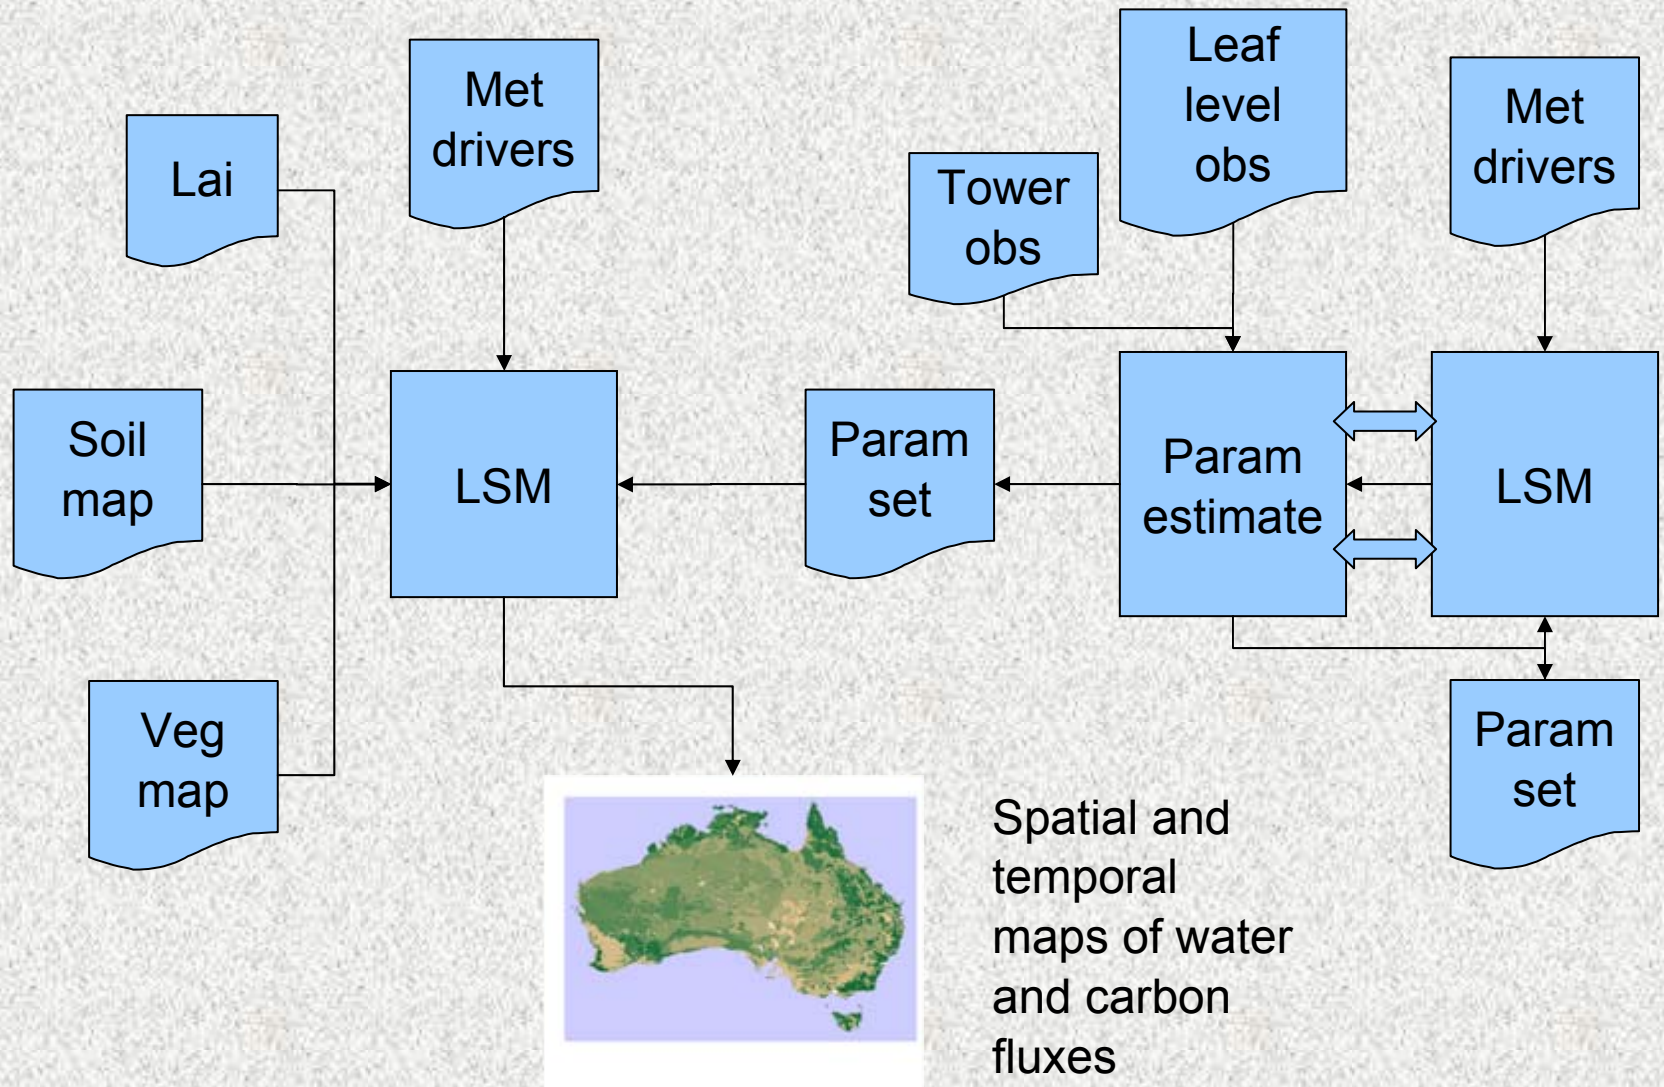 Lai
Met
drivers
Tower
obs
Leaf
level
obs
Met
drivers
Soil
map
LSM
Param
set
Param
estimate
LSM
Veg
map
Param
set
Spatial and
temporal
maps of water
and carbon
fluxes